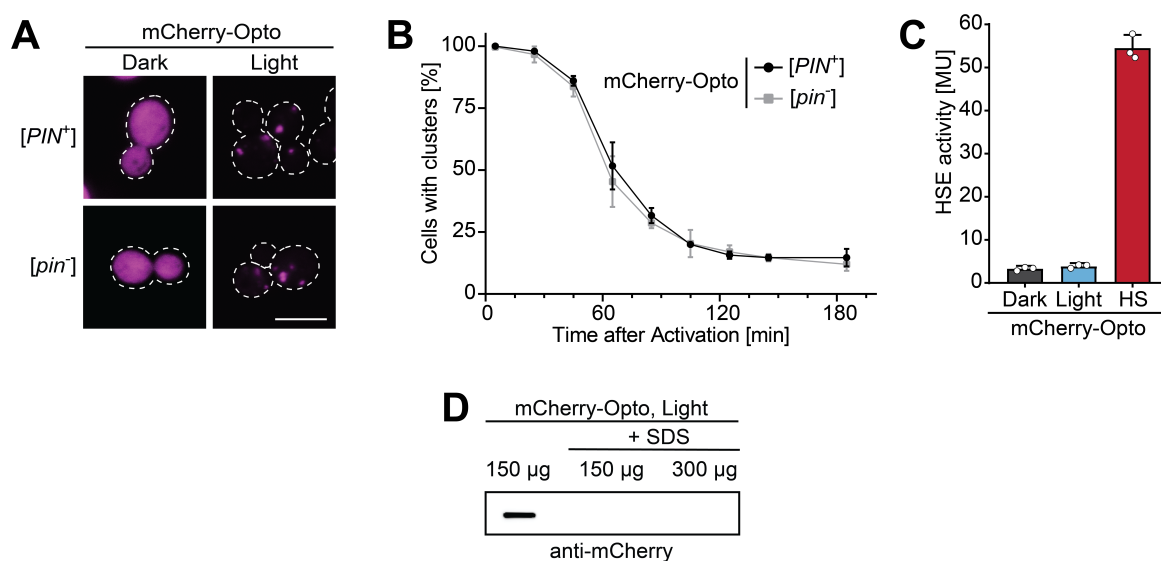 A
mCherry-Opto
Dark Light
[PIN⁺]
[pin⁻]
B
Cells with clusters [%]
100
75
50
25
0
0 60 120 180
Time after Activation [min]
mCherry-Opto
[PIN⁺]
[pin⁻]
C
HSE activity [MU]
60
50
40
30
20
10
0
Dark Light HS
mCherry-Opto
D
mCherry-Opto, Light
+ SDS
150 µg 150 µg 300 µg
anti-mCherry